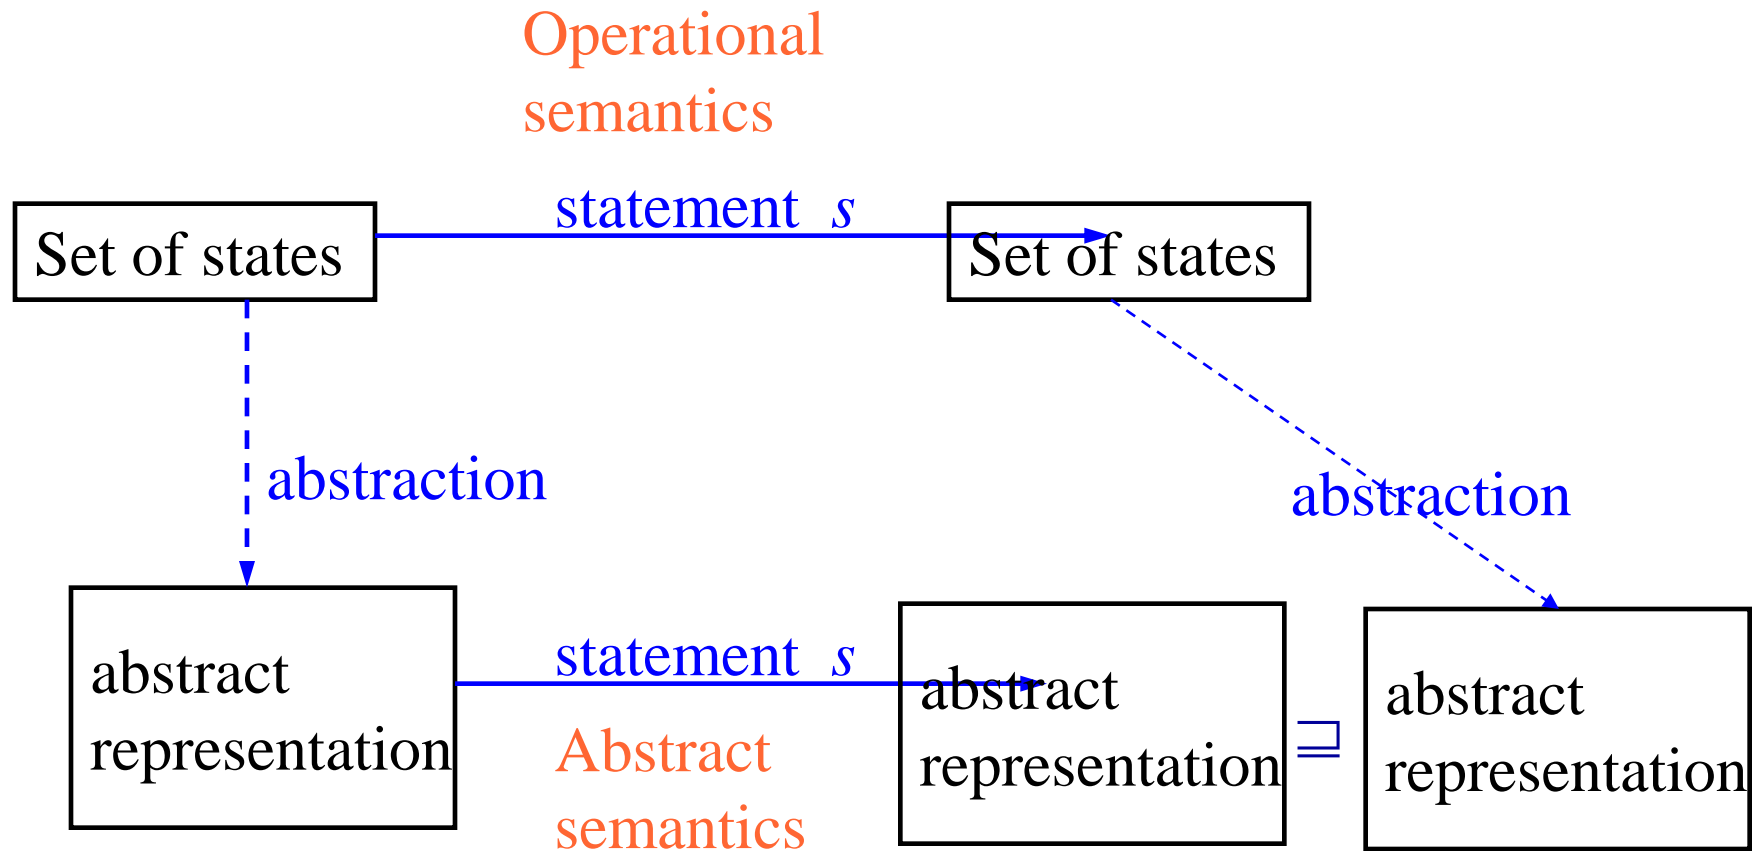 Operational
semantics
statement s
Set of states
Set of states
abstraction
abstraction
abstract
representation
statement s
Abstract
semantics
abstract
representation
⊒
abstract
representation